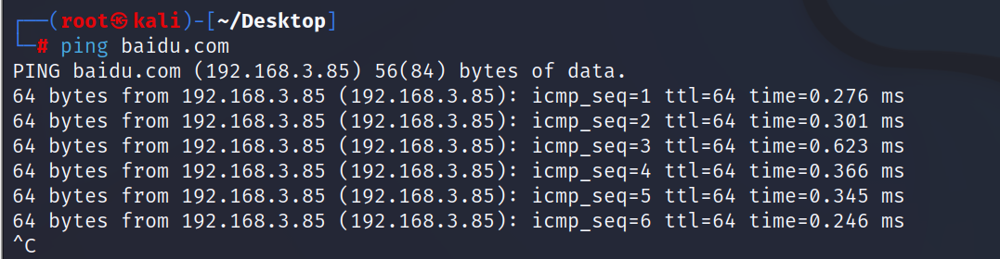 ┌──(root㉿kali)-[~/Desktop]
└─# ping baidu.com
PING baidu.com (192.168.3.85) 56(84) bytes of data.
64 bytes from 192.168.3.85 (192.168.3.85): icmp_seq=1 ttl=64 time=0.276 ms
64 bytes from 192.168.3.85 (192.168.3.85): icmp_seq=2 ttl=64 time=0.301 ms
64 bytes from 192.168.3.85 (192.168.3.85): icmp_seq=3 ttl=64 time=0.623 ms
64 bytes from 192.168.3.85 (192.168.3.85): icmp_seq=4 ttl=64 time=0.366 ms
64 bytes from 192.168.3.85 (192.168.3.85): icmp_seq=5 ttl=64 time=0.345 ms
64 bytes from 192.168.3.85 (192.168.3.85): icmp_seq=6 ttl=64 time=0.246 ms
^C